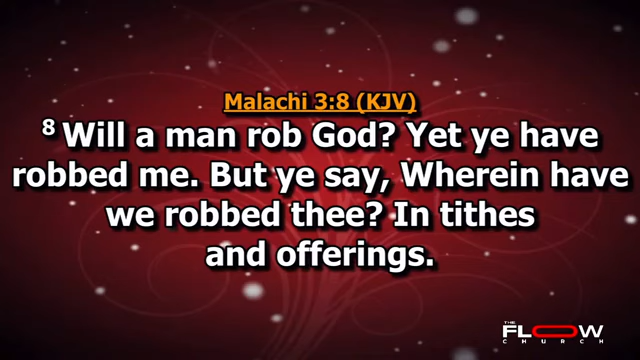 Malachi 3:8 (KJV)
8 Will a man rob God? Yet ye have
robbed me. But ye say, Wherein have
we robbed thee? In tithes
and offerings.
THE
FLOW
CHURCH